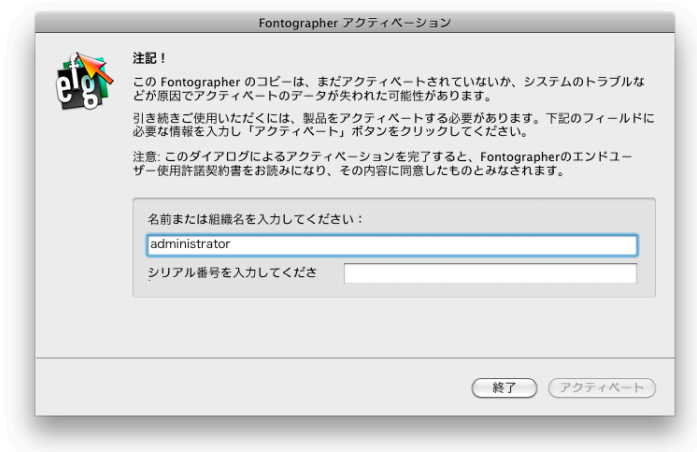 Fontographer アクティベーション
注記！
この Fontographer のコピーは、まだアクティベートされていないか、システムのトラブルな
どが原因でアクティベートのデータが失われた可能性があります。
引き続きご使用いただくには、製品をアクティベートする必要があります。下記のフィールドに
必要な情報を入力し「アクティベート」ボタンをクリックしてください。
注意: このダイアログによるアクティベーションを完了すると、Fontographerのエンドユー
ザー使用許諾契約書をお読みになり、その内容に同意したものとみなされます。
名前または組織名を入力してください：
administrator
シリアル番号を入力してくださ
終了
アクティベート
efg